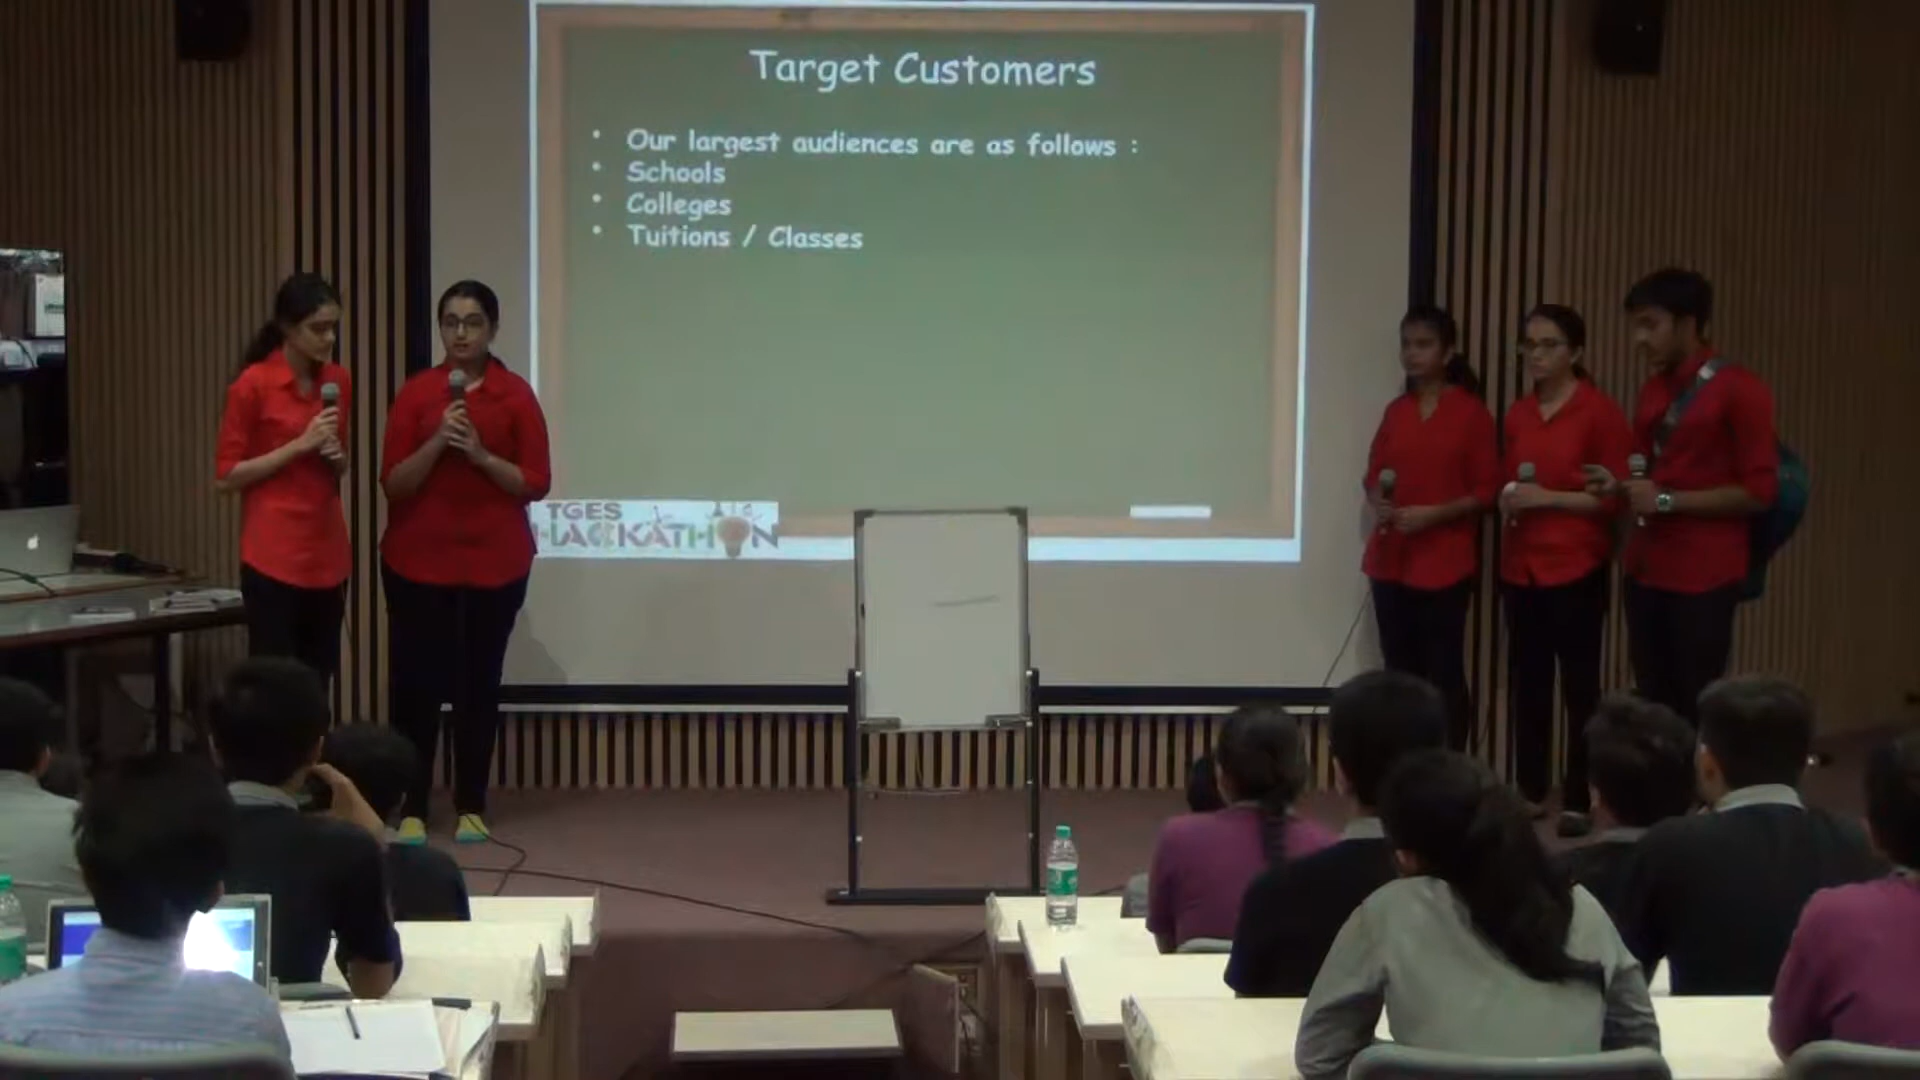 Target Customers
• Our largest audiences are as follows :
• Schools
• Colleges
• Tuitions / Classes
TGES
HACKATHON